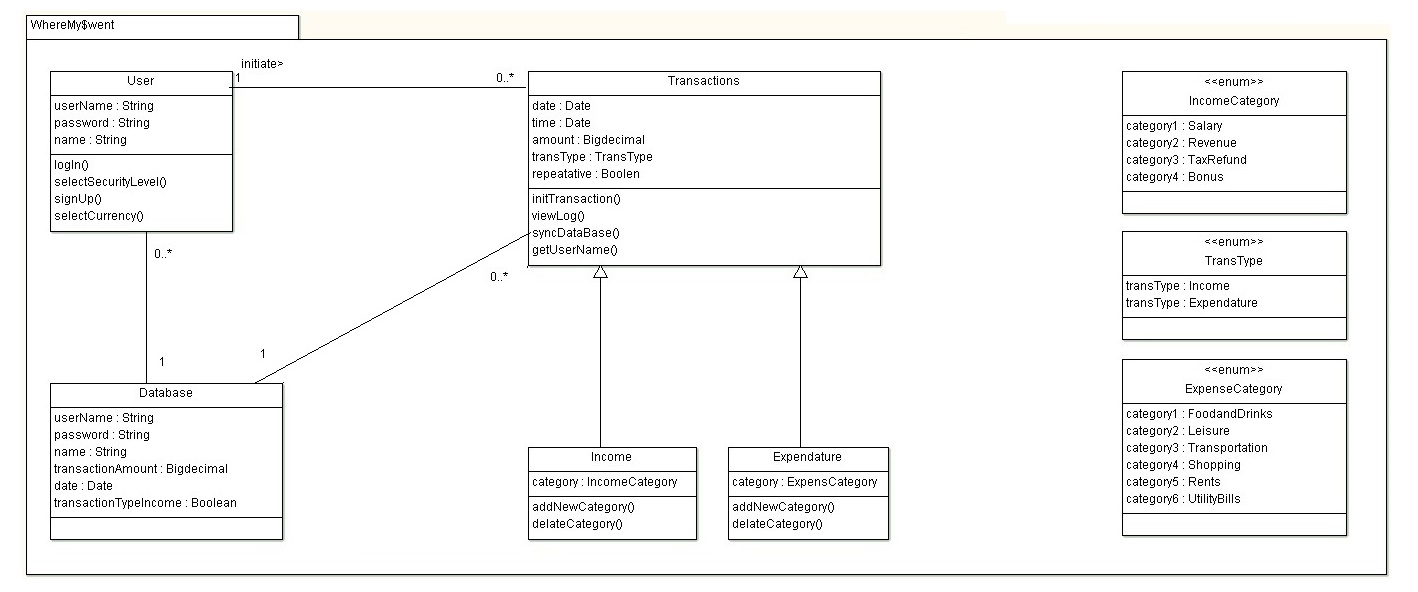 WhereMy$went
initiate>
1
0..*
User
userName : String
password : String
name : String
logIn()
selectSecurityLevel()
signUp()
selectCurrency()
Transactions
date : Date
time : Date
amount : Bigdecimal
transType : TransType
repeatative : Boolen
initTransaction()
viewLog()
syncDataBase()
getUserName()
<<enum>>
IncomeCategory
category1 : Salary
category2 : Revenue
category3 : TaxRefund
category4 : Bonus
<<enum>>
TransType
transType : Income
transType : Expendature
<<enum>>
ExpenseCategory
category1 : FoodandDrinks
category2 : Leisure
category3 : Transportation
category4 : Shopping
category5 : Rents
category6 : UtilityBills
0..*
1
0..*
1
Database
userName : String
password : String
name : String
transactionAmount : Bigdecimal
date : Date
transactionTypeIncome : Boolean
Income
category : IncomeCategory
addNewCategory()
delateCategory()
Expendature
category : ExpensCategory
addNewCategory()
delateCategory()